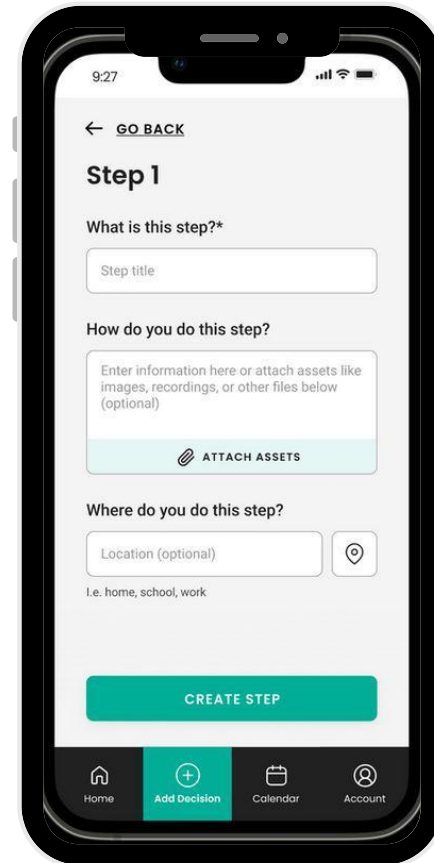 9:27
GO BACK
Step 1
What is this step?*
Step title
How do you do this step?
Enter information here or attach assets like
images, recordings, or other files below
(optional)
ATTACH ASSETS
Where do you do this step?
Location (optional)
I.e. home, school, work
CREATE STEP
Home
Add Decision
Calendar
Account